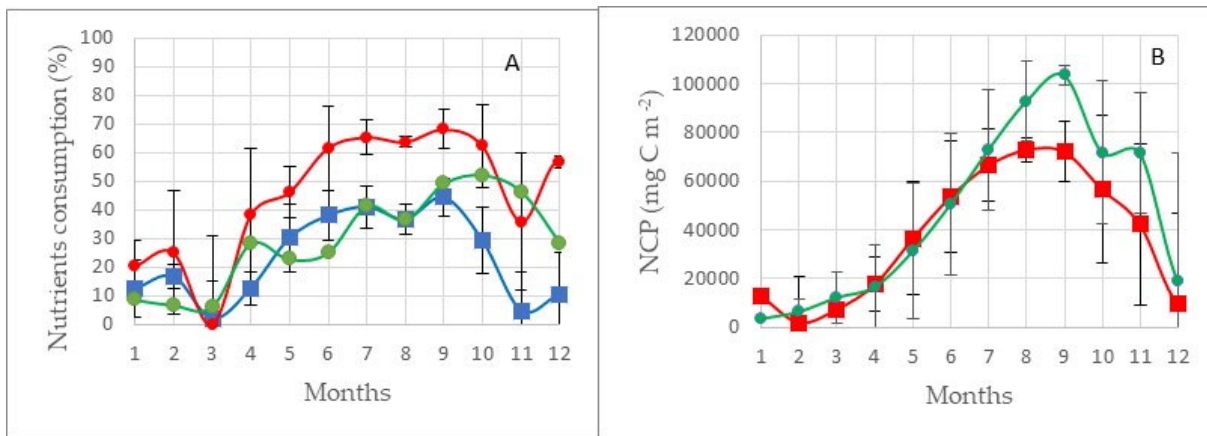 A
Nutrients consumption (%)
100
90
80
70
60
50
40
30
20
10
0
1 2 3 4 5 6 7 8 9 10 11 12
Months
B
NCP (mg C m⁻²)
120000
100000
80000
60000
40000
20000
0
1 2 3 4 5 6 7 8 9 10 11 12
Months